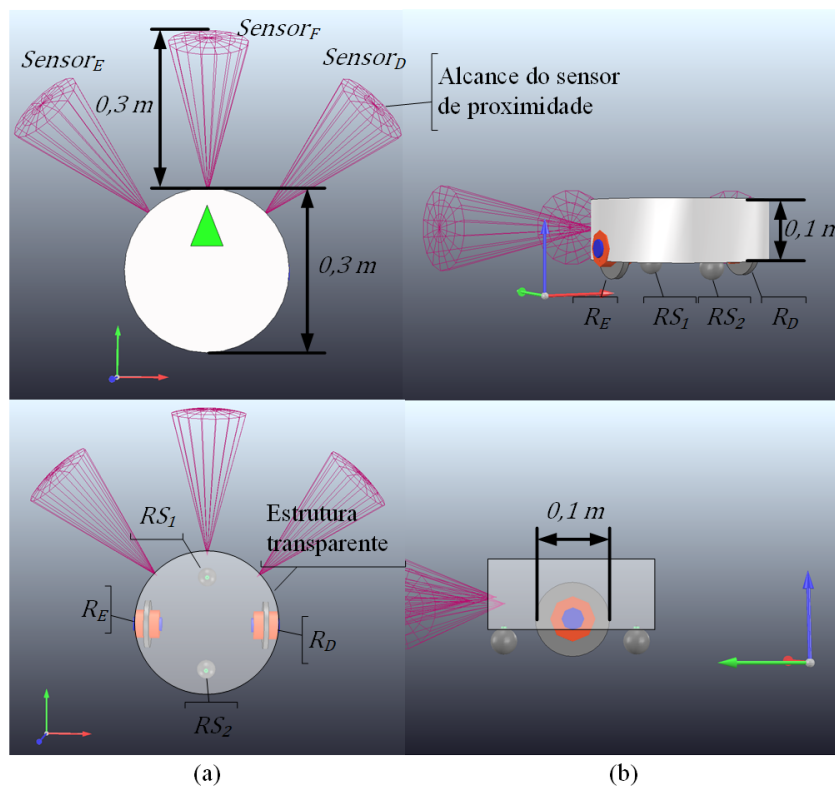 Sensor_F
Sensor_E
Sensor_D
0,3 m
Alcance do sensor
de proximidade
0,3 m
0,1 m
R_E
RS_1
RS_2
R_D
RS_1
Estrutura
transparente
R_E
R_D
RS_2
0,1 m
(a)
(b)